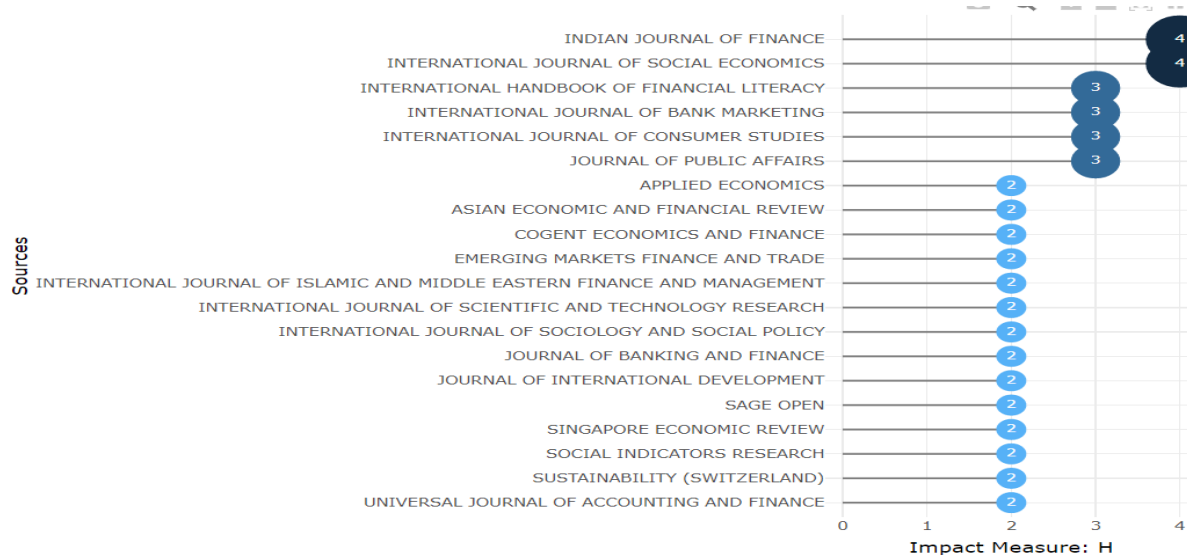 INDIAN JOURNAL OF FINANCE 4
INTERNATIONAL JOURNAL OF SOCIAL ECONOMICS 4
INTERNATIONAL HANDBOOK OF FINANCIAL LITERACY 3
INTERNATIONAL JOURNAL OF BANK MARKETING 3
INTERNATIONAL JOURNAL OF CONSUMER STUDIES 3
JOURNAL OF PUBLIC AFFAIRS 3
APPLIED ECONOMICS 2
ASIAN ECONOMIC AND FINANCIAL REVIEW 2
COGENT ECONOMICS AND FINANCE 2
EMERGING MARKETS FINANCE AND TRADE 2
Sources
INTERNATIONAL JOURNAL OF ISLAMIC AND MIDDLE EASTERN FINANCE AND MANAGEMENT 2
INTERNATIONAL JOURNAL OF SCIENTIFIC AND TECHNOLOGY RESEARCH 2
INTERNATIONAL JOURNAL OF SOCIOLOGY AND SOCIAL POLICY 2
JOURNAL OF BANKING AND FINANCE 2
JOURNAL OF INTERNATIONAL DEVELOPMENT 2
SAGE OPEN 2
SINGAPORE ECONOMIC REVIEW 2
SOCIAL INDICATORS RESEARCH 2
SUSTAINABILITY (SWITZERLAND) 2
UNIVERSAL JOURNAL OF ACCOUNTING AND FINANCE 2
0 1 2 3 4
Impact Measure: H